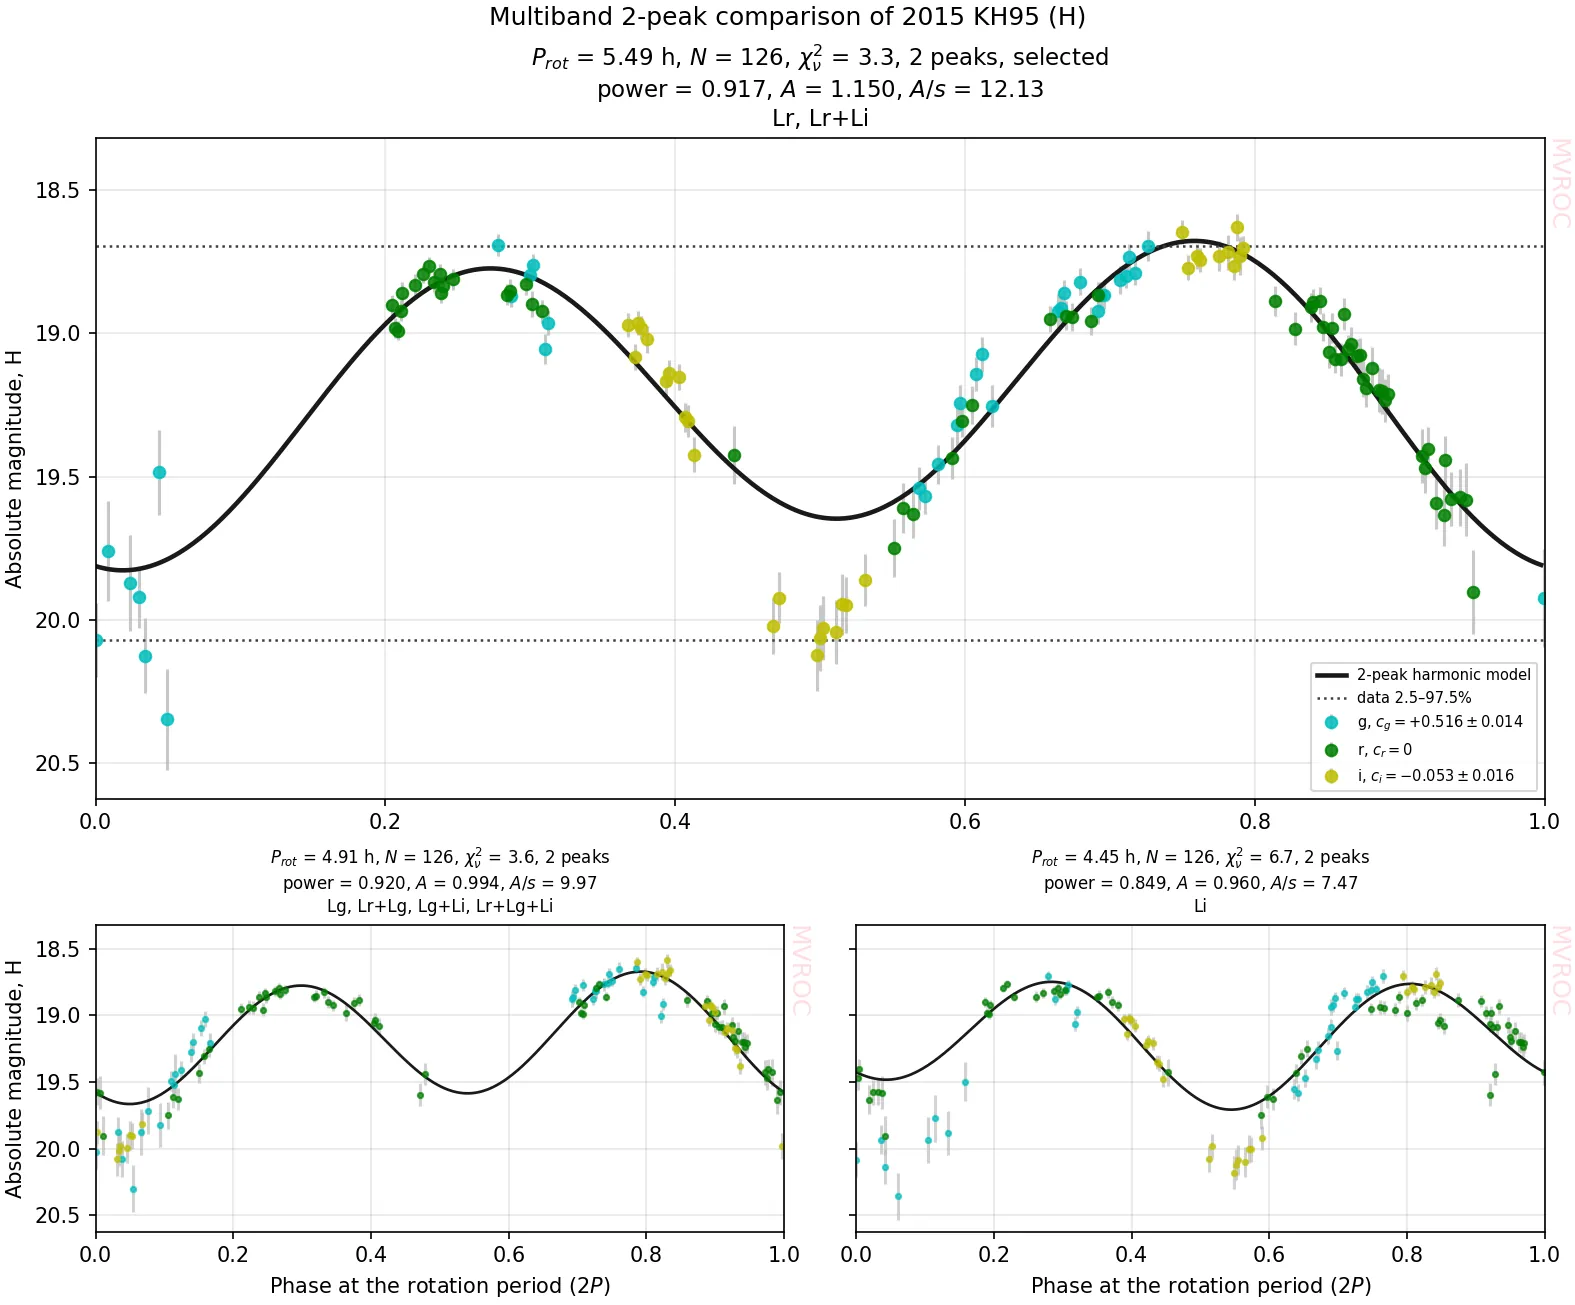 Multiband 2-peak comparison of 2015 KH95 (H)
P_rot = 5.49 h, N = 126, χ²_ν = 3.3, 2 peaks, selected
power = 0.917, A = 1.150, A/s = 12.13
Lr, Lr+Li
MVROC
18.5
19.0
19.5
20.0
20.5
Absolute magnitude, H
2-peak harmonic model
data 2.5–97.5%
g, c_g = +0.516 ± 0.014
r, c_r = 0
i, c_i = −0.053 ± 0.016
0.0 0.2 0.4 0.6 0.8 1.0
P_rot = 4.91 h, N = 126, χ²_ν = 3.6, 2 peaks
power = 0.920, A = 0.994, A/s = 9.97
Lg, Lr+Lg, Lg+Li, Lr+Lg+Li
MVROC
18.5
19.0
19.5
20.0
20.5
Absolute magnitude, H
0.0 0.2 0.4 0.6 0.8 1.0
Phase at the rotation period (2P)
P_rot = 4.45 h, N = 126, χ²_ν = 6.7, 2 peaks
power = 0.849, A = 0.960, A/s = 7.47
Li
MVROC
0.0 0.2 0.4 0.6 0.8 1.0
Phase at the rotation period (2P)